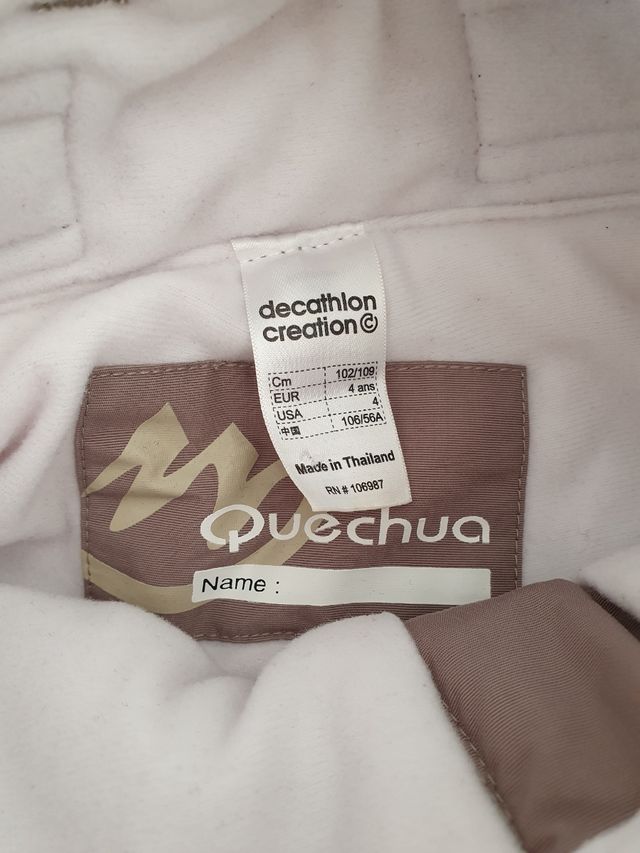 decathlon
creation©
Cm 102/109
EUR 4 ans
USA 4
中国 106/56A
Made in Thailand
RN # 106987
Quechua
Name :